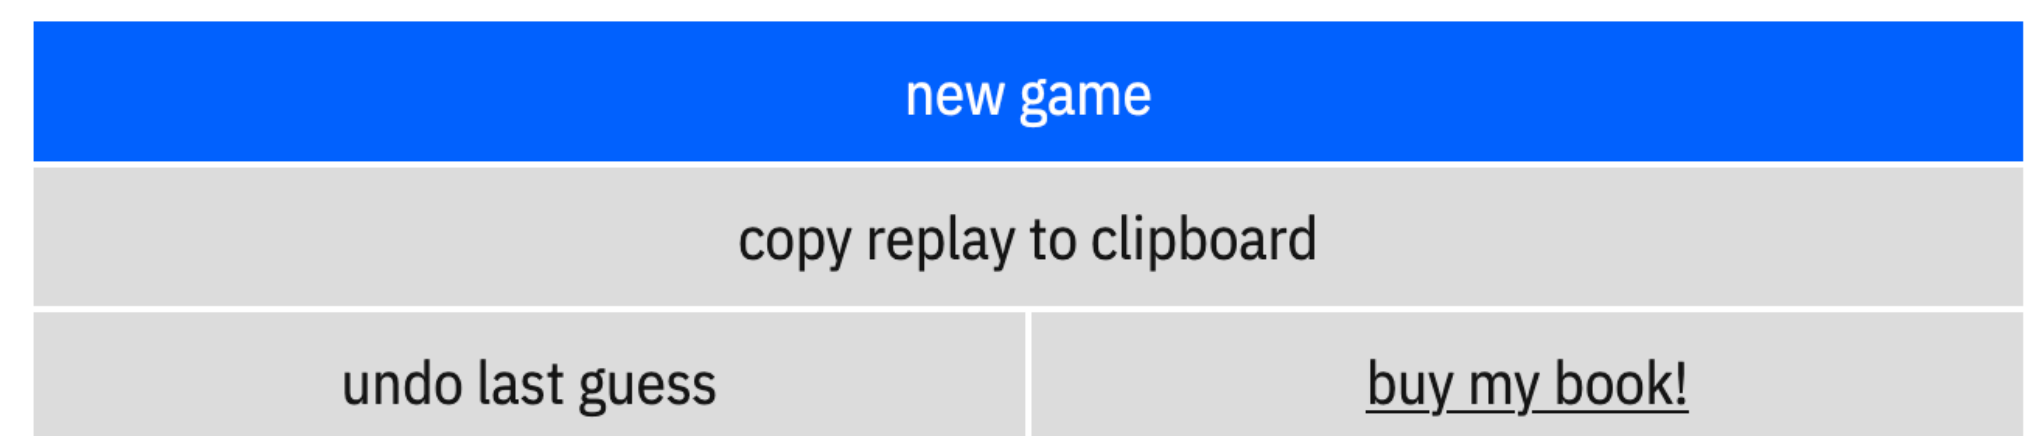 new game
copy replay to clipboard
undo last guess
buy my book!